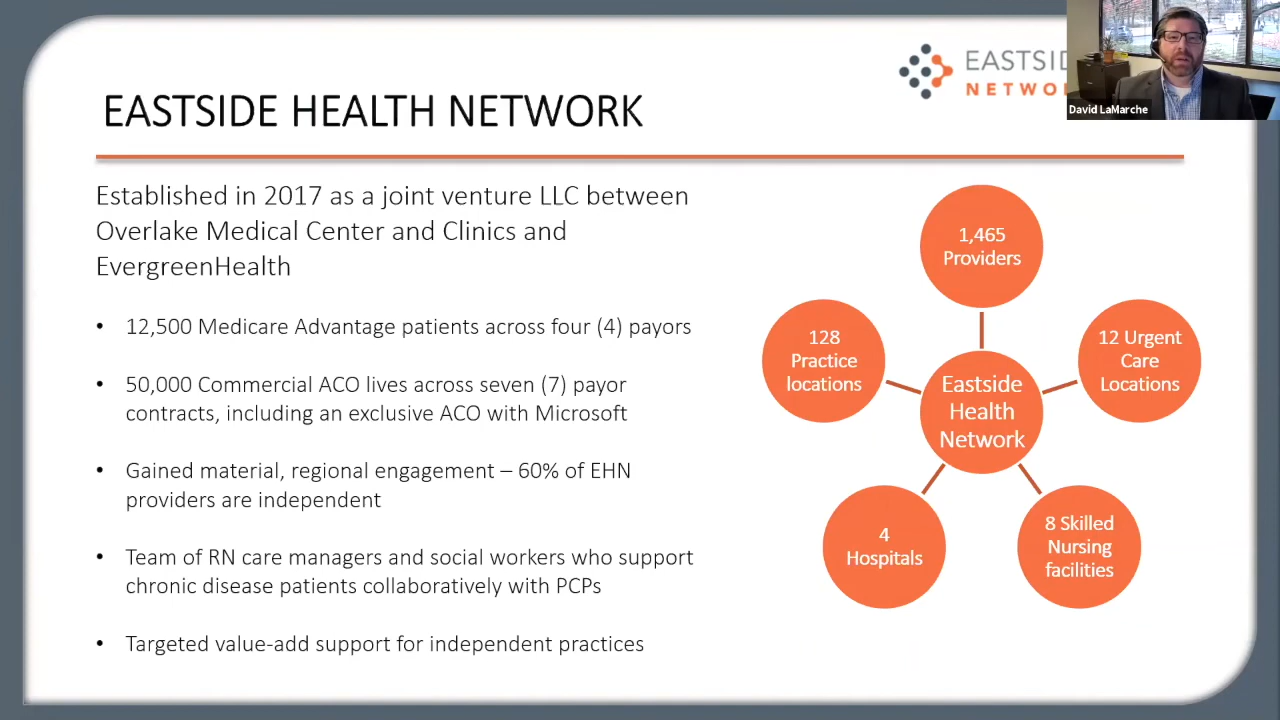 EASTSIDE HEALTH NETWORK
David LaMarche
Established in 2017 as a joint venture LLC between
Overlake Medical Center and Clinics and
EvergreenHealth
• 12,500 Medicare Advantage patients across four (4) payors
• 50,000 Commercial ACO lives across seven (7) payor
contracts, including an exclusive ACO with Microsoft
• Gained material, regional engagement – 60% of EHN
providers are independent
• Team of RN care managers and social workers who support
chronic disease patients collaboratively with PCPs
• Targeted value-add support for independent practices
1,465
Providers
128
Practice
locations
12 Urgent
Care
Locations
Eastside
Health
Network
4
Hospitals
8 Skilled
Nursing
facilities